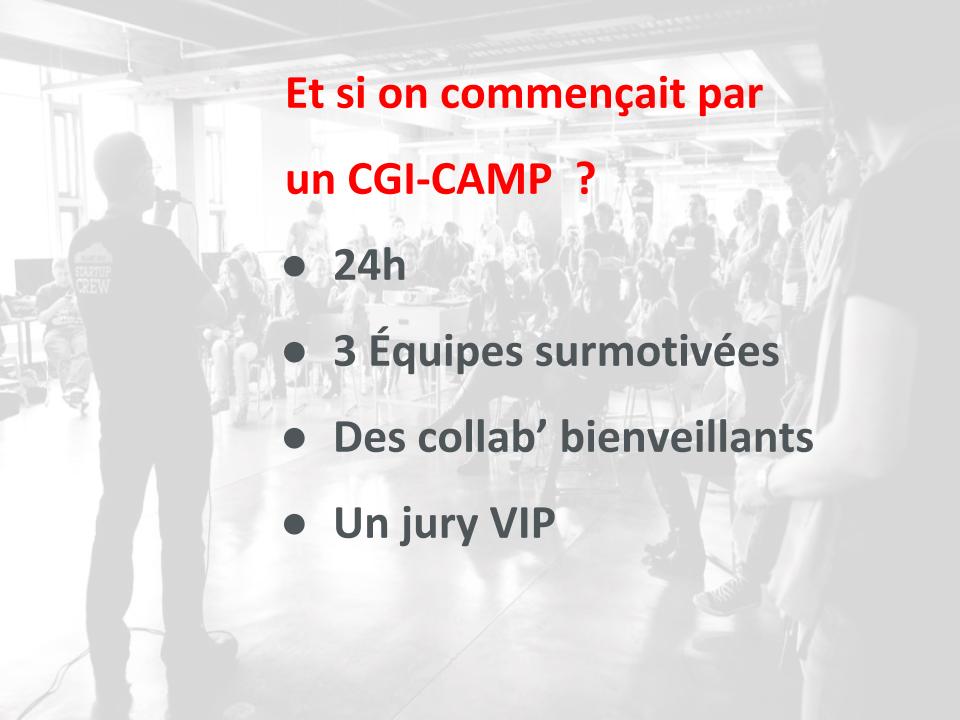 Et si on commençait par
un CGI-CAMP  ?
● 24h
● 3 Équipes surmotivées
● Des collab’ bienveillants
● Un jury VIP
STARTUP
CREW